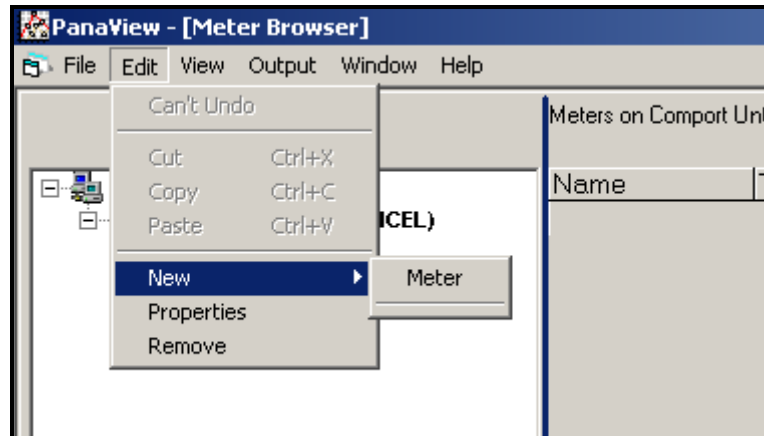 PanaView - [Meter Browser]
File Edit View Output Window Help
Can't Undo
Meters on Comport Unt
Cut Ctrl+X
Name
Copy Ctrl+C
Paste Ctrl+V
ICEL)
New
Meter
Properties
Remove